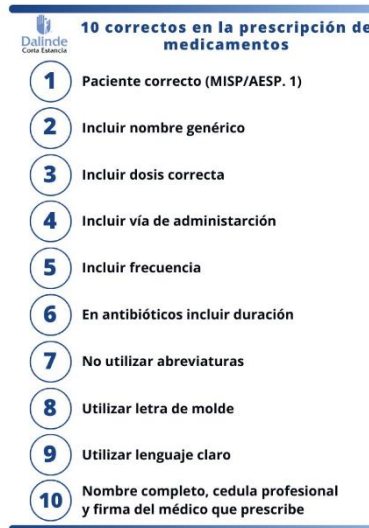 Dalinde
Corta Estancia
10 correctos en la prescripción de
medicamentos
1 Paciente correcto (MISP/AESP. 1)
2 Incluir nombre genérico
3 Incluir dosis correcta
4 Incluir vía de administarción
5 Incluir frecuencia
6 En antibióticos incluir duración
7 No utilizar abreviaturas
8 Utilizar letra de molde
9 Utilizar lenguaje claro
10 Nombre completo, cedula profesional
y firma del médico que prescribe